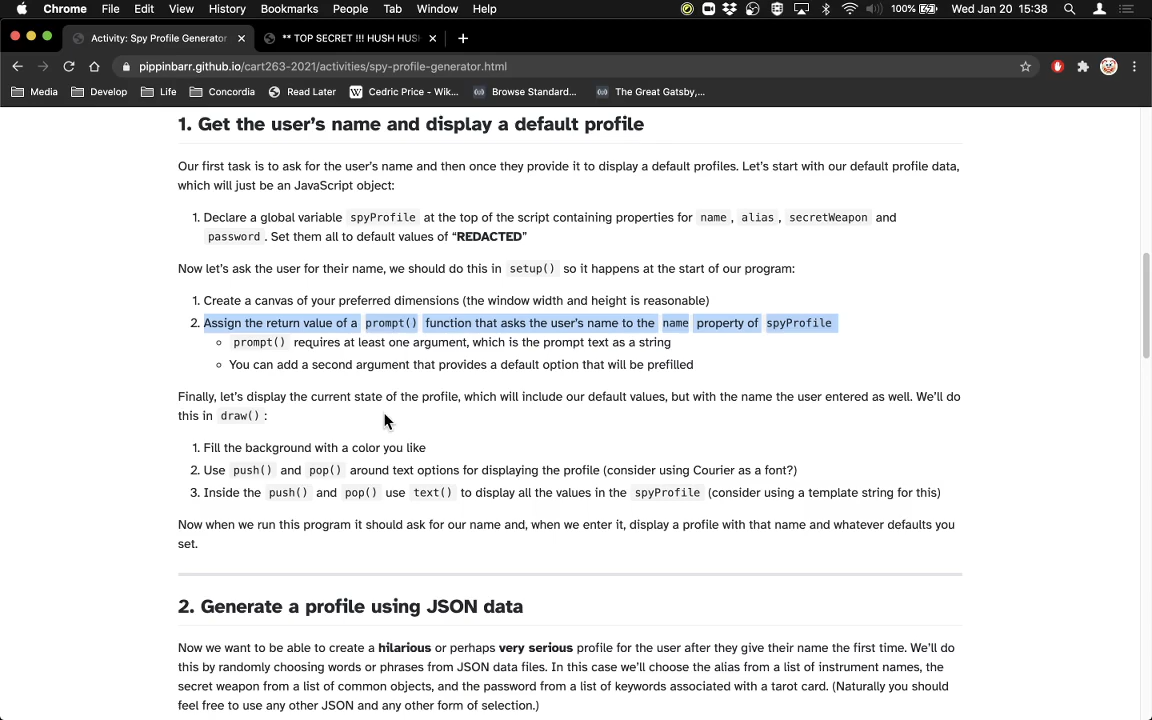 Chrome File Edit View History Bookmarks People Tab Window Help 100% Wed Jan 20 15:38
Activity: Spy Profile Generator ** TOP SECRET !!! HUSH HUS
pippinbarr.github.io/cart263-2021/activities/spy-profile-generator.html
Media Develop Life Concordia Read Later Cedric Price - Wik... Browse Standard... The Great Gatsby,...
1. Get the user’s name and display a default profile
Our first task is to ask for the user’s name and then once they provide it to display a default profiles. Let’s start with our default profile data,
which will just be an JavaScript object:
1. Declare a global variable spyProfile at the top of the script containing properties for name , alias , secretWeapon and
password . Set them all to default values of “REDACTED”
Now let’s ask the user for their name, we should do this in setup() so it happens at the start of our program:
1. Create a canvas of your preferred dimensions (the window width and height is reasonable)
2. Assign the return value of a prompt() function that asks the user’s name to the name property of spyProfile
prompt() requires at least one argument, which is the prompt text as a string
You can add a second argument that provides a default option that will be prefilled
Finally, let’s display the current state of the profile, which will include our default values, but with the name the user entered as well. We’ll do
this in draw() :
1. Fill the background with a color you like
2. Use push() and pop() around text options for displaying the profile (consider using Courier as a font?)
3. Inside the push() and pop() use text() to display all the values in the spyProfile (consider using a template string for this)
Now when we run this program it should ask for our name and, when we enter it, display a profile with that name and whatever defaults you
set.
2. Generate a profile using JSON data
Now we want to be able to create a hilarious or perhaps very serious profile for the user after they give their name the first time. We’ll do
this by randomly choosing words or phrases from JSON data files. In this case we’ll choose the alias from a list of instrument names, the
secret weapon from a list of common objects, and the password from a list of keywords associated with a tarot card. (Naturally you should
feel free to use any other JSON and any other form of selection.)